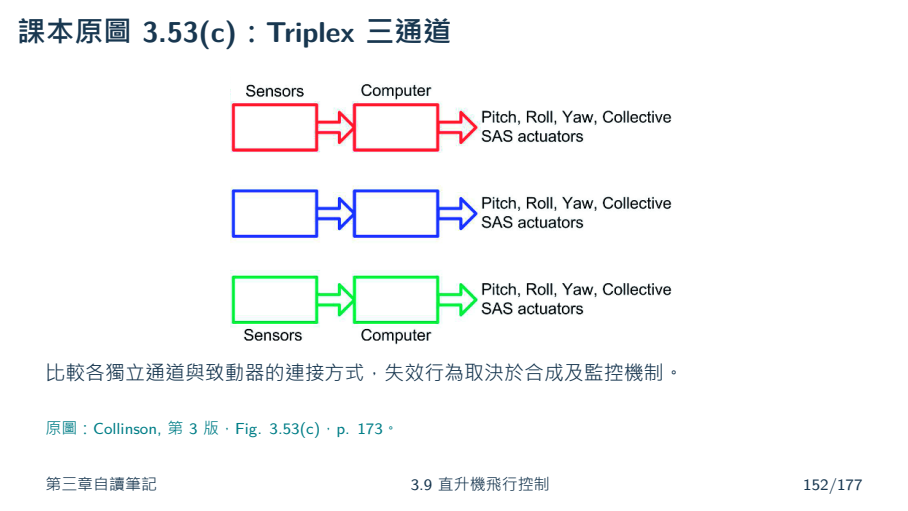 課本原圖 3.53(c)：Triplex 三通道
Sensors
Computer
Pitch, Roll, Yaw, Collective
SAS actuators
Pitch, Roll, Yaw, Collective
SAS actuators
Pitch, Roll, Yaw, Collective
SAS actuators
Sensors
Computer
比較各獨立通道與致動器的連接方式，失效行為取決於合成及監控機制。
原圖：Collinson, 第 3 版，Fig. 3.53(c)，p. 173。
第三章自讀筆記
3.9 直升機飛行控制
152/177